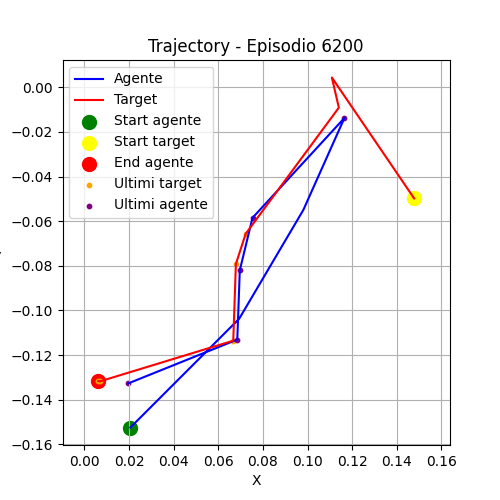 Trajectory - Episodio 6200
Agente
Target
Start agente
Start target
End agente
Ultimi target
Ultimi agente
0.00
−0.02
−0.04
−0.06
−0.08
−0.10
−0.12
−0.14
−0.16
0.00 0.02 0.04 0.06 0.08 0.10 0.12 0.14 0.16
X